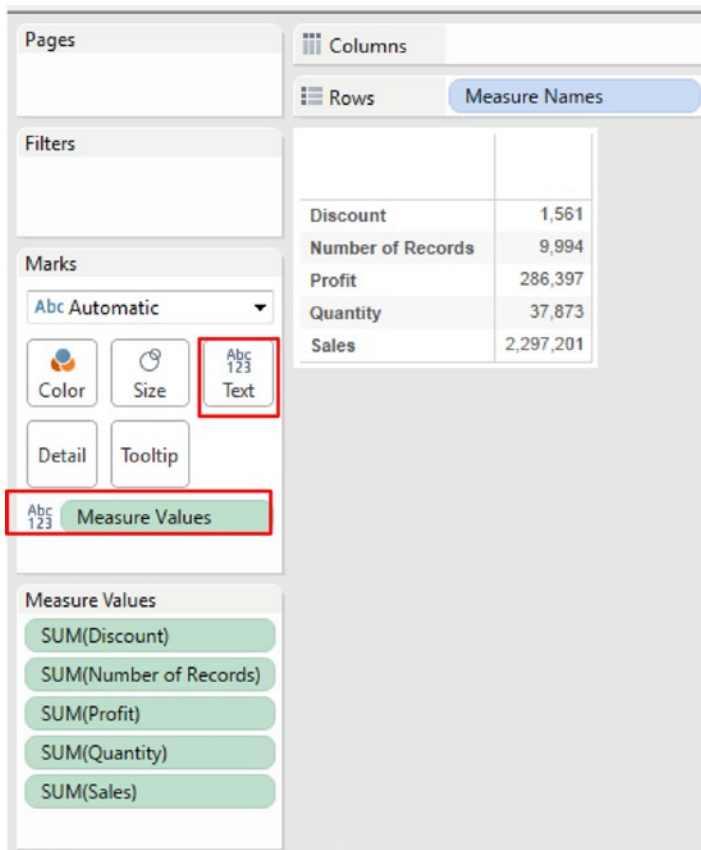 Pages
Columns
Rows
Measure Names
Filters
Discount 1,561
Number of Records 9,994
Profit 286,397
Quantity 37,873
Sales 2,297,201
Marks
Abc Automatic
Color
Size
Abc
123
Text
Detail
Tooltip
Abc
123
Measure Values
Measure Values
SUM(Discount)
SUM(Number of Records)
SUM(Profit)
SUM(Quantity)
SUM(Sales)